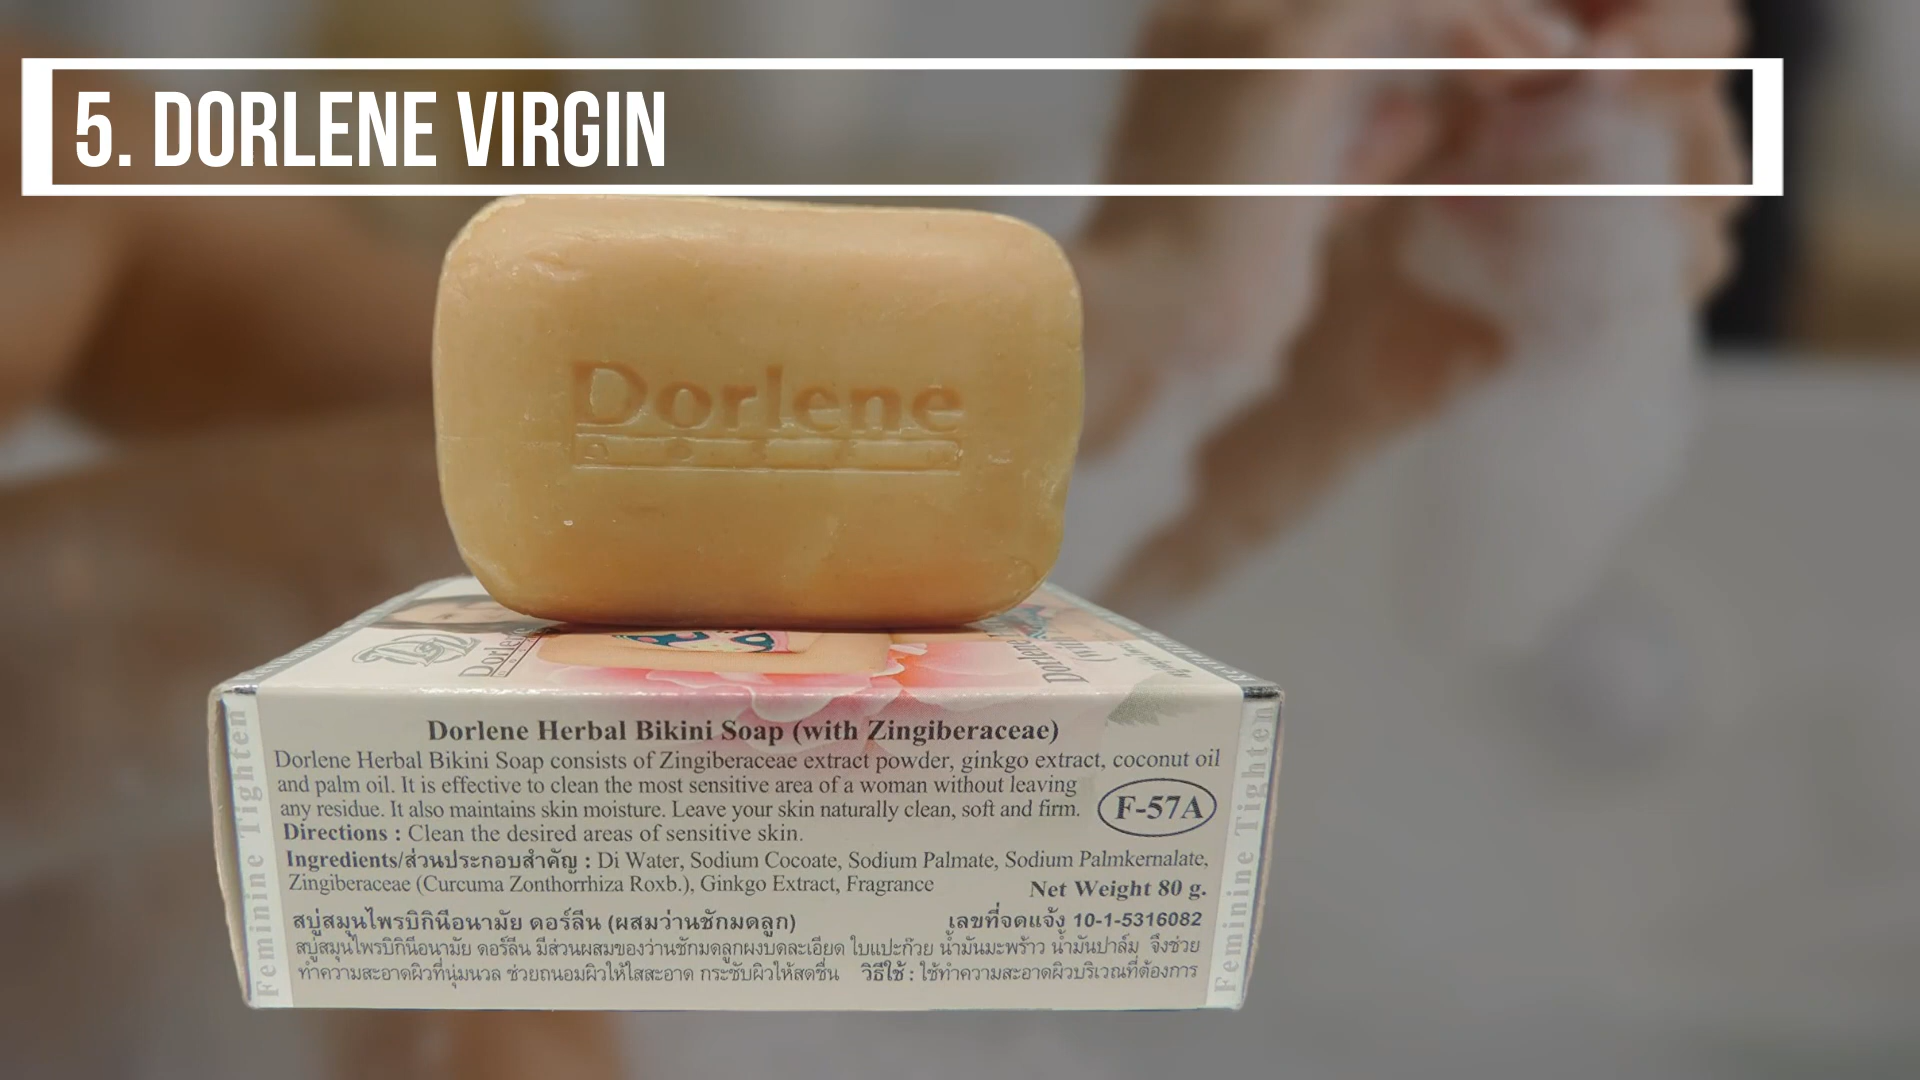 5. DORLENE VIRGIN
Dorlene
Dorlene
Dorlene
Dorlene Herbal Bikini Soap (with Zingiberaceae)
Dorlene Herbal Bikini Soap consists of Zingiberaceae extract powder, ginkgo extract, coconut oil
and palm oil. It is effective to clean the most sensitive area of a woman without leaving
any residue. It also maintains skin moisture. Leave your skin naturally clean, soft and firm.
F-57A
Directions : Clean the desired areas of sensitive skin.
Ingredients/ส่วนประกอบสำคัญ : Di Water, Sodium Cocoate, Sodium Palmate, Sodium Palmkernalate,
Zingiberaceae (Curcuma Zonthorrhiza Roxb.), Ginkgo Extract, Fragrance
Net Weight 80 g.
สบู่สมุนไพรบิกินีอนามัย ดอร์ลีน (ผสมว่านชักมดลูก)
เลขที่จดแจ้ง 10-1-5316082
สบู่สมุนไพรบิกินีอนามัย ดอร์ลีน มีส่วนผสมของว่านชักมดลูกผงบดละเอียด ใบแปะก๊วย น้ำมันมะพร้าว น้ำมันปาล์ม จึงช่วย
ทำความสะอาดผิวที่นุ่มนวล ช่วยถนอมผิวให้ใสสะอาด กระชับผิวให้สดชื่น วิธีใช้ : ใช้ทำความสะอาดผิวบริเวณที่ต้องการ
Feminine Tighten
Feminine Tighten